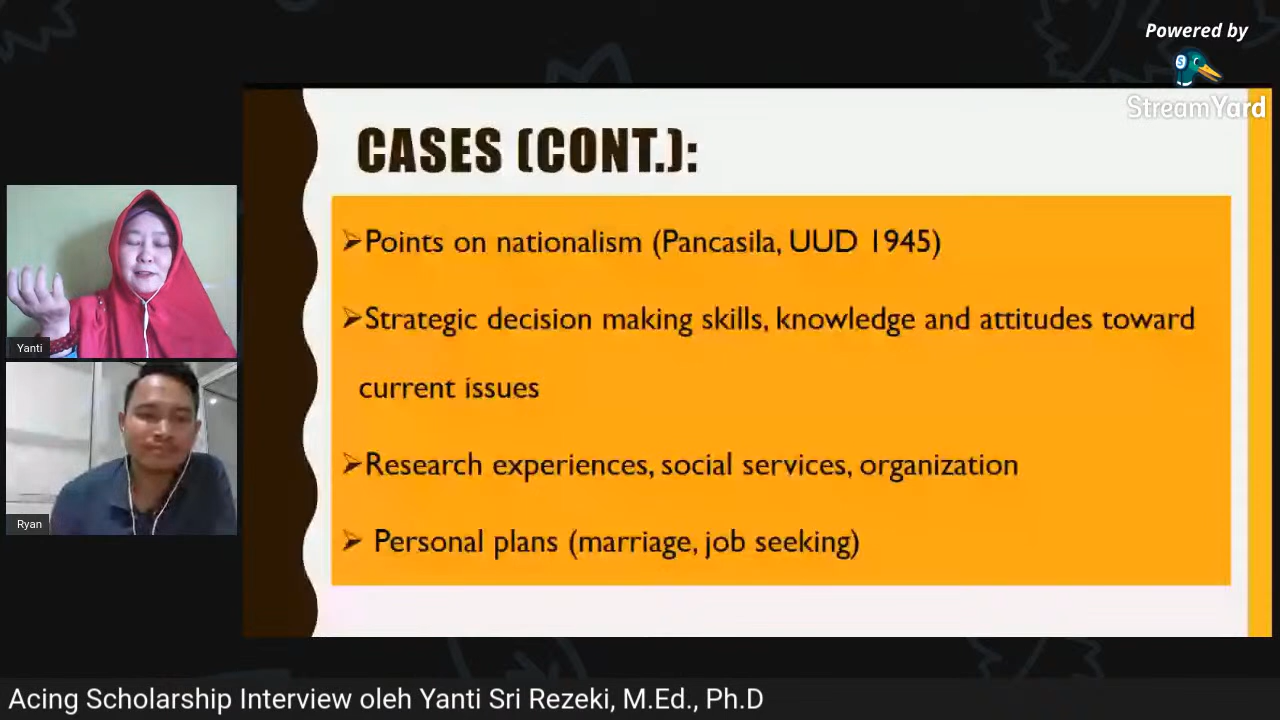 Powered by
StreamYard
CASES (CONT.):
➢Points on nationalism (Pancasila, UUD 1945)
➢Strategic decision making skills, knowledge and attitudes toward
current issues
➢Research experiences, social services, organization
➢ Personal plans (marriage, job seeking)
Yanti
Ryan
Acing Scholarship Interview oleh Yanti Sri Rezeki, M.Ed., Ph.D